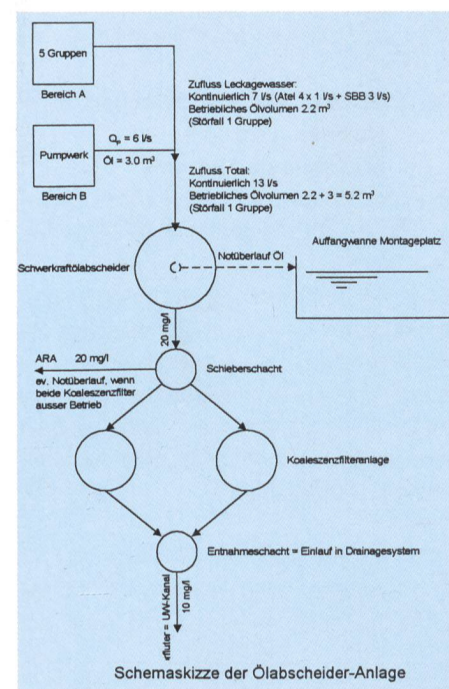 5 Gruppen
Bereich A
Zufluss Leckagewasser:
Kontinuierlich 7 l/s (Atel 4 x 1 l/s + SBB 3 l/s)
Betriebliches Ölvolumen 2.2 m³
(Störfall 1 Gruppe)
Pumpwerk
Bereich B
Qp = 6 l/s
Öl = 3.0 m³
Zufluss Total:
Kontinuierlich 13 l/s
Betriebliches Ölvolumen 2.2 + 3 = 5.2 m³
(Störfall 1 Gruppe)
Schwerkraftölabscheider
Notüberlauf Öl
Auffangwanne Montageplatz
20 mg/l
ARA 20 mg/l
ev. Notüberlauf, wenn
beide Koaleszenzfilter
ausser Betrieb
Schieberschacht
Koaleszenzfilteranlage
Entnahmeschacht = Einlauf in Drainagesystem
rfluter = UW-Kanal
10 mg/l
Schemaskizze der Ölabscheider-Anlage